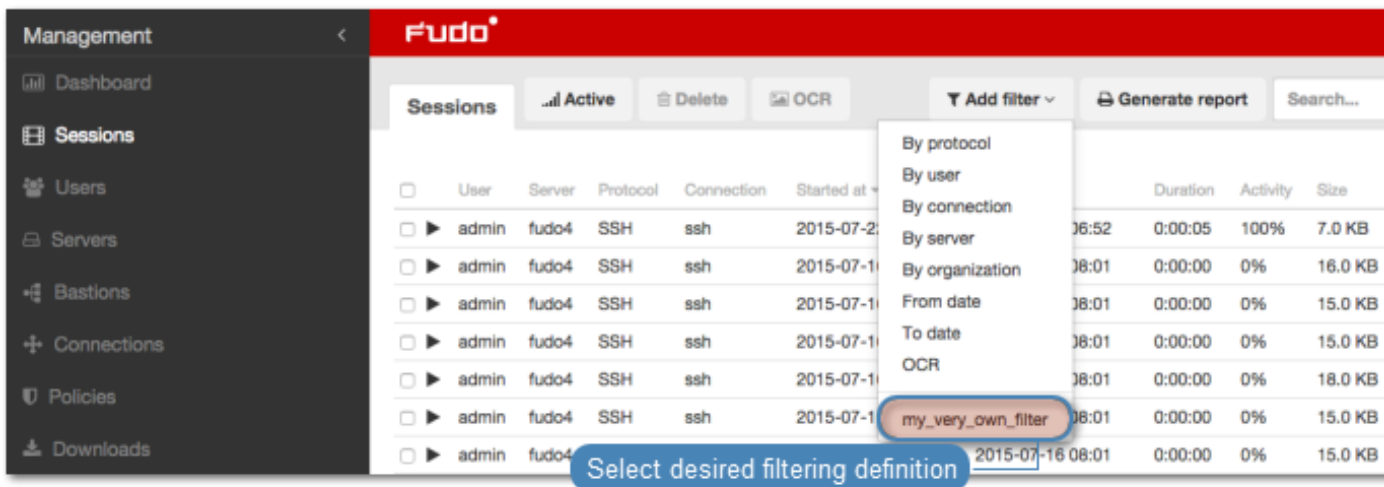 Management
Fudo
Dashboard
Sessions Active Delete OCR Add filter Generate report Search...
Sessions
By protocol
Users
By user
User Server Protocol Connection Started at Duration Activity Size
By connection
admin fudo4 SSH ssh 2015-07-2 06:52 0:00:05 100% 7.0 KB
Servers
By server
admin fudo4 SSH ssh 2015-07-1 08:01 0:00:00 0% 16.0 KB
By organization
Bastions
admin fudo4 SSH ssh 2015-07-1 08:01 0:00:00 0% 15.0 KB
From date
To date
Connections
admin fudo4 SSH ssh 2015-07-1 08:01 0:00:00 0% 15.0 KB
OCR
admin fudo4 SSH ssh 2015-07-1 08:01 0:00:00 0% 18.0 KB
Policies
admin fudo4 SSH ssh 2015-07-1 my_very_own_filter 08:01 0:00:00 0% 15.0 KB
Downloads
admin fudo4 2015-07-16 08:01 0:00:00 0% 15.0 KB
Select desired filtering definition